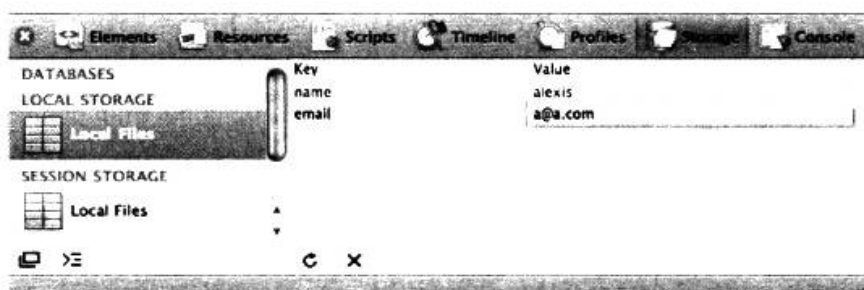 Elements Resources Scripts Timeline Profiles Storage Console
DATABASES
LOCAL STORAGE
Local Files
SESSION STORAGE
Local Files
Key Value
name alexis
email a@a.com